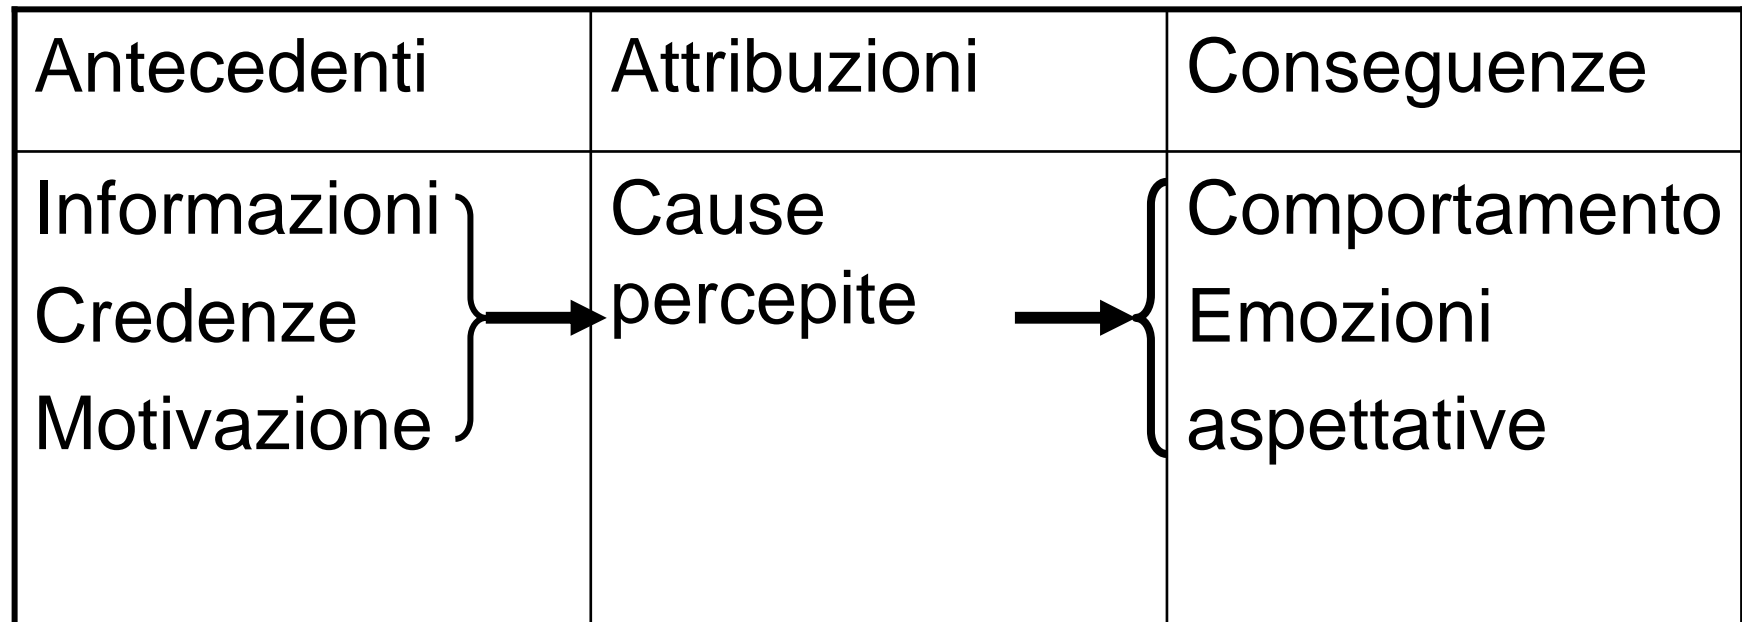 Antecedenti
Attribuzioni
Conseguenze
Informazioni
Credenze
Motivazione
Cause
percepite
Comportamento
Emozioni
aspettative